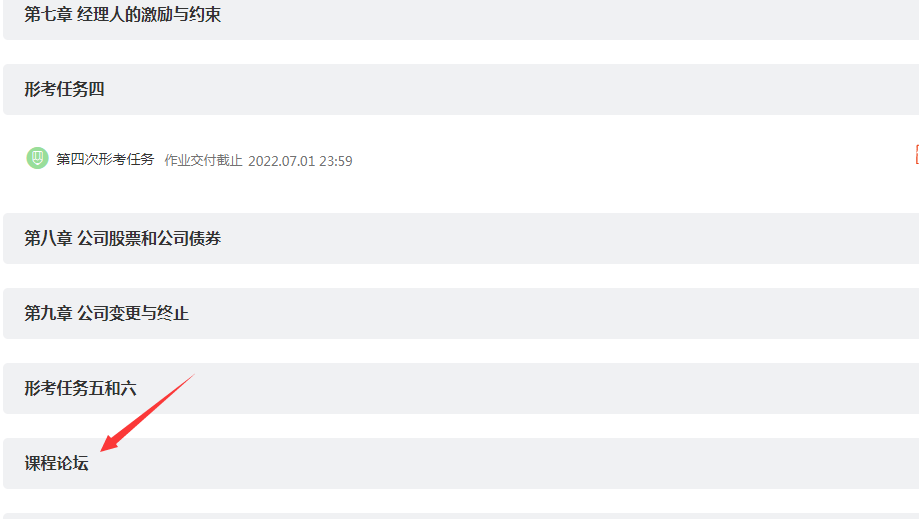 第七章 经理人的激励与约束
形考任务四
第四次形考任务 作业交付截止 2022.07.01 23:59
第八章 公司股票和公司债券
第九章 公司变更与终止
形考任务五和六
课程论坛